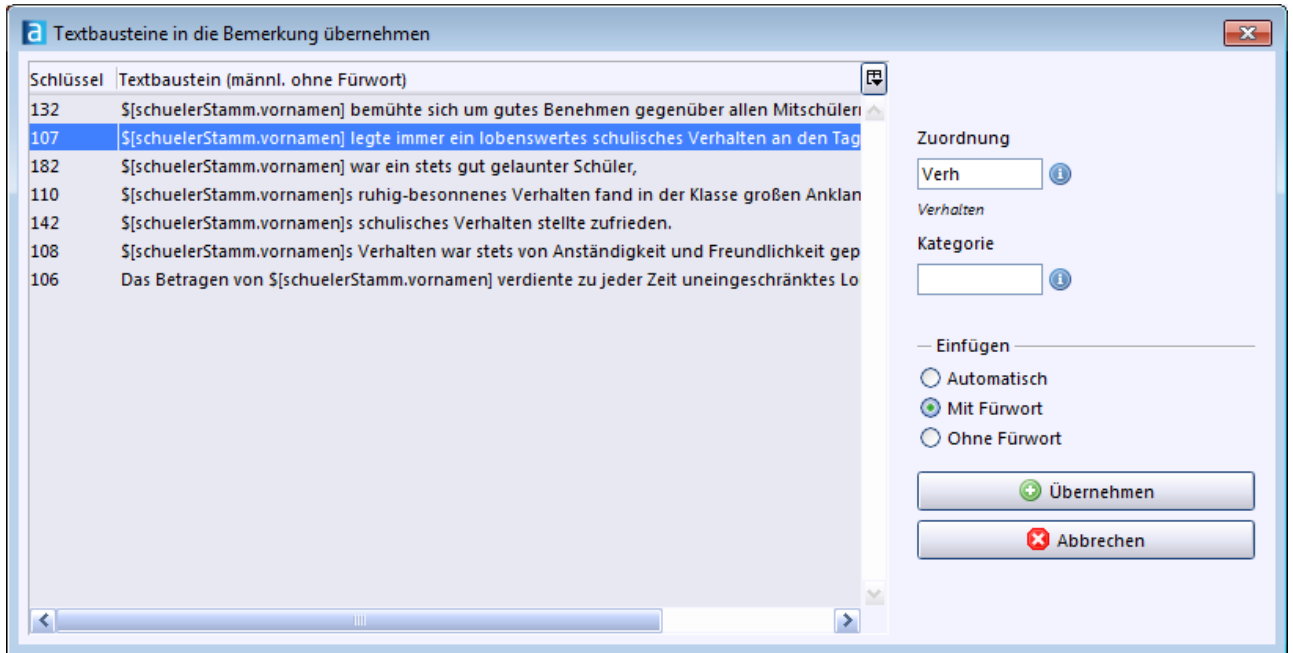 a Textbausteine in die Bemerkung übernehmen
Schlüssel Textbaustein (männl. ohne Fürwort)
132 $[schuelerStamm.vornamen] bemühte sich um gutes Benehmen gegenüber allen
107 $[schuelerStamm.vornamen] legte immer ein lobenswertes schulisches Verhalten an den Tag
182 $[schuelerStamm.vornamen] war ein stets gut gelaunter Schüler,
110 $[schuelerStamm.vornamen]s ruhig-besonnenes Verhalten fand in der Klasse großen Anklan
142 $[schuelerStamm.vornamen]s schulisches Verhalten stellte zufrieden.
108 $[schuelerStamm.vornamen]s Verhalten war stets von Anständigkeit und Freundlichkeit gep
106 Das Betragen von $[schuelerStamm.vornamen] verdiente zu jeder Zeit uneingeschränktes Lo
Zuordnung
Verh
Verhalten
Kategorie
Einfügen
Automatisch
Mit Fürwort
Ohne Fürwort
Übernehmen
Abbrechen